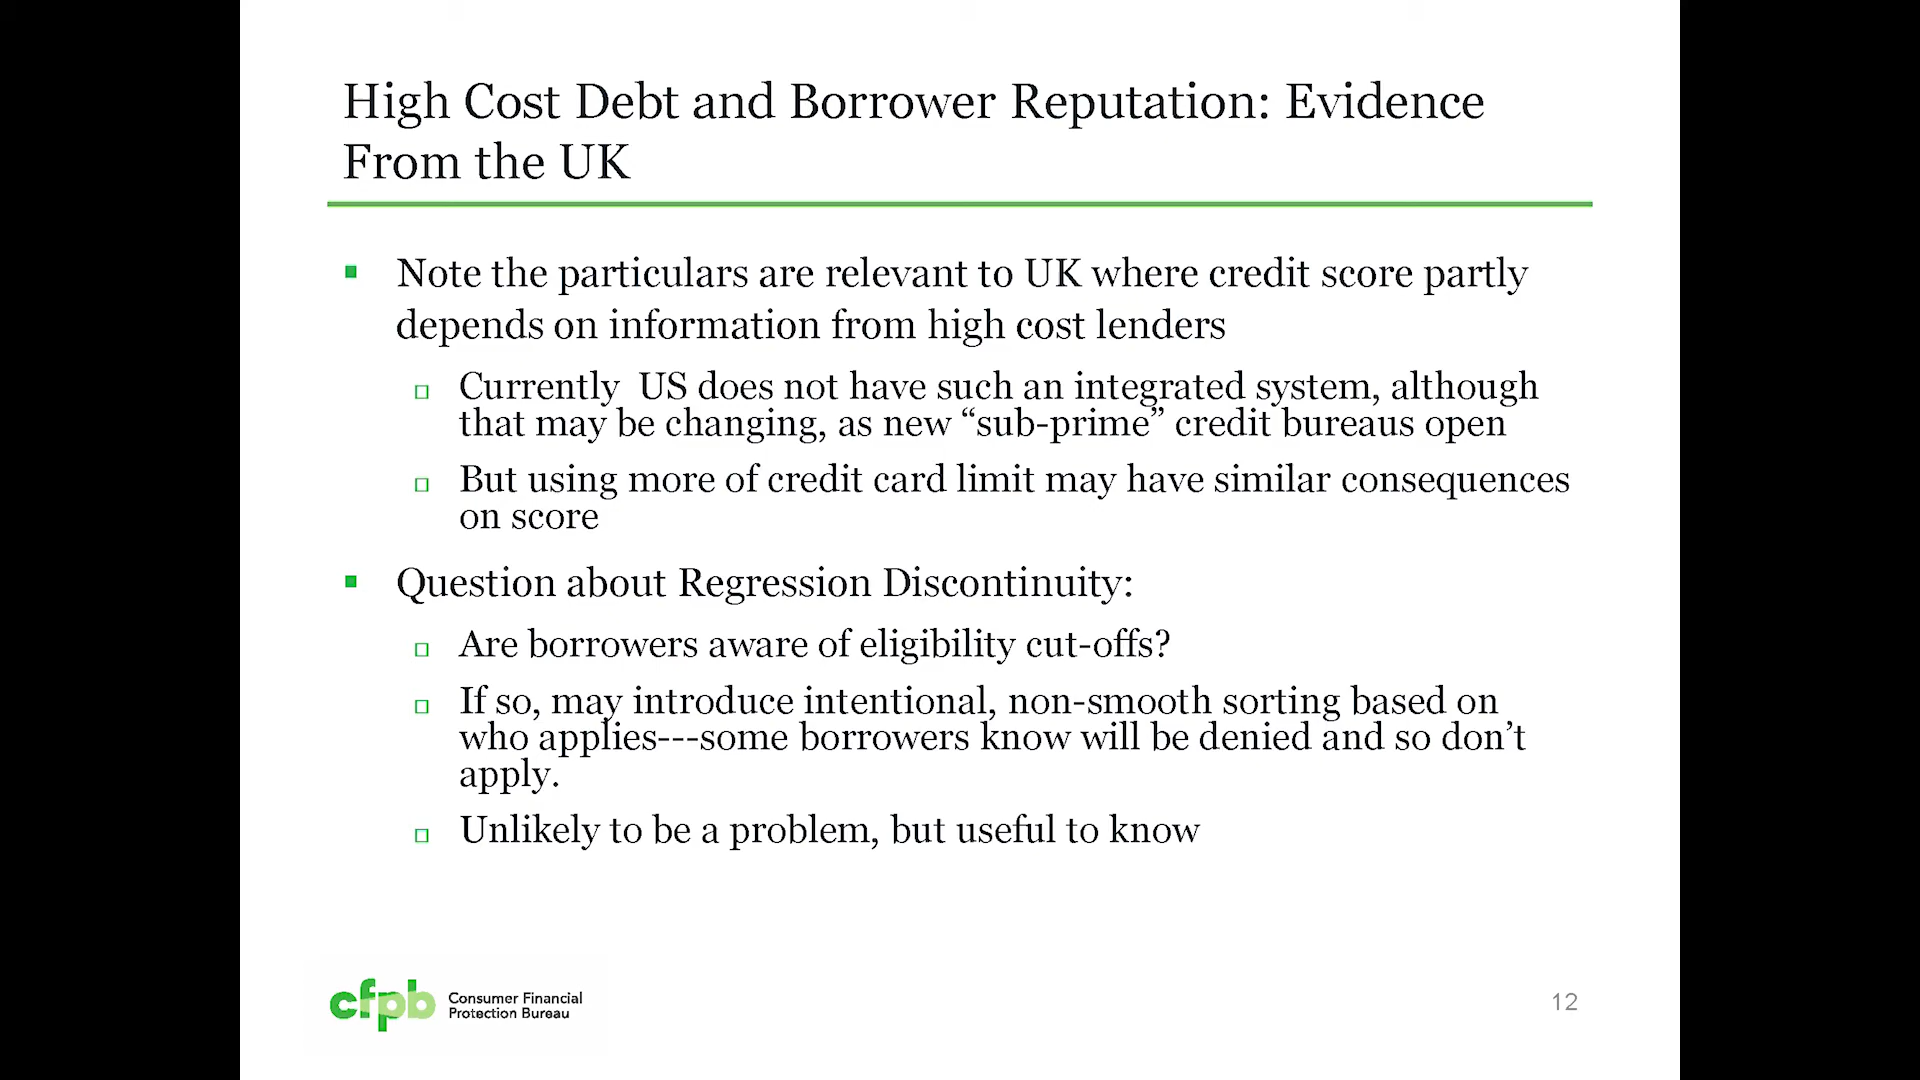 High Cost Debt and Borrower Reputation: Evidence
From the UK
Note the particulars are relevant to UK where credit score partly
depends on information from high cost lenders
Currently  US does not have such an integrated system, although
that may be changing, as new “sub-prime” credit bureaus open
But using more of credit card limit may have similar consequences
on score
Question about Regression Discontinuity:
Are borrowers aware of eligibility cut-offs?
If so, may introduce intentional, non-smooth sorting based on
who applies---some borrowers know will be denied and so don’t
apply.
Unlikely to be a problem, but useful to know
cfpb
Consumer Financial
Protection Bureau
12